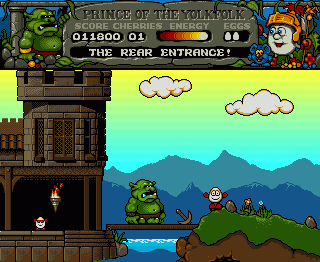 PRINCE OF THE YOLKFOLK
SCORE CHERRIES ENERGY EGGS
011800 01
THE REAR ENTRANCE!